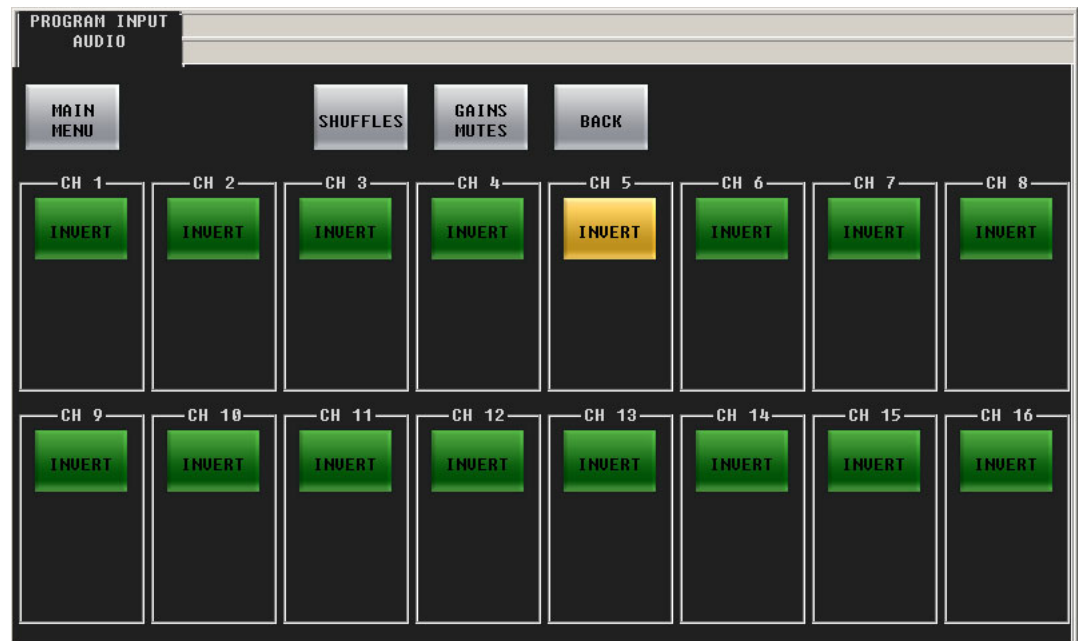 PROGRAM INPUT
AUDIO
MAIN
MENU
SHUFFLES
GAINS
MUTES
BACK
CH 1
CH 2
CH 3
CH 4
CH 5
CH 6
CH 7
CH 8
INVERT
INVERT
INVERT
INVERT
INVERT
INVERT
INVERT
INVERT
CH 9
CH 10
CH 11
CH 12
CH 13
CH 14
CH 15
CH 16
INVERT
INVERT
INVERT
INVERT
INVERT
INVERT
INVERT
INVERT